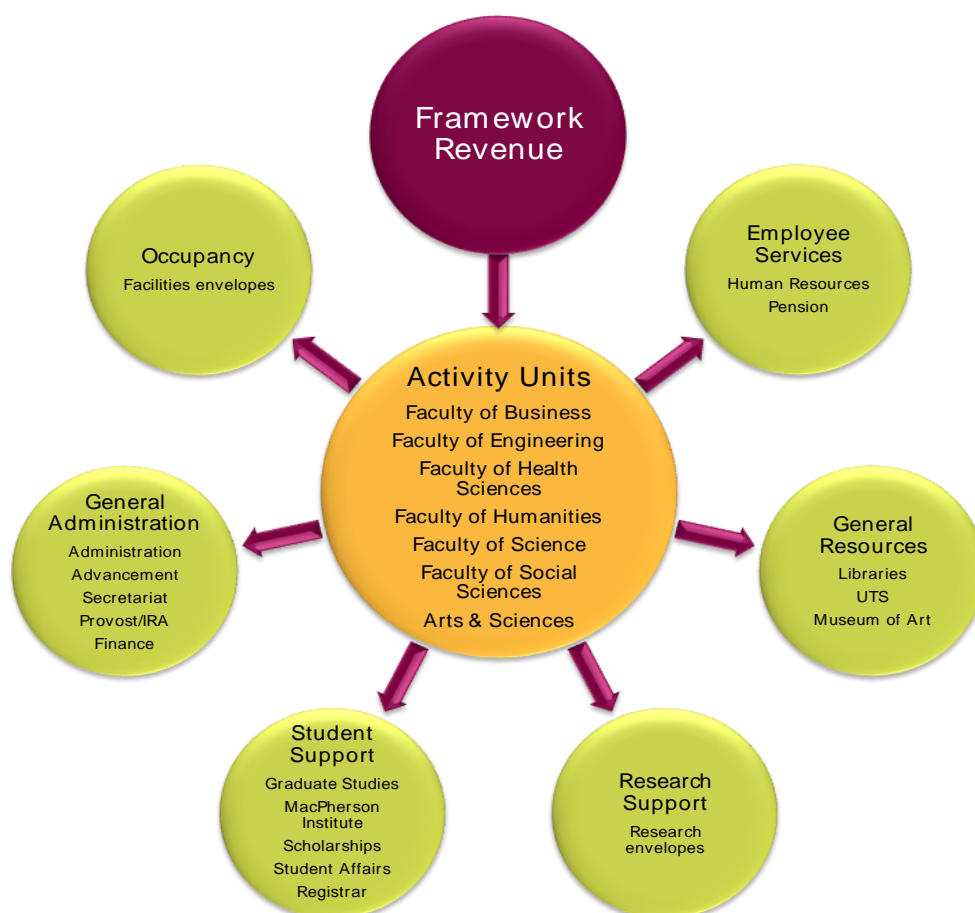 Framework
Revenue
Occupancy
Facilities envelopes
Employee
Services
Human Resources
Pension
Activity Units
Faculty of Business
Faculty of Engineering
Faculty of Health
Sciences
Faculty of Humanities
Faculty of Science
Faculty of Social
Sciences
Arts & Sciences
General
Administration
Administration
Advancement
Secretariat
Provost/IRA
Finance
General
Resources
Libraries
UTS
Museum of Art
Student
Support
Graduate Studies
MacPherson
Institute
Scholarships
Student Affairs
Registrar
Research
Support
Research
envelopes